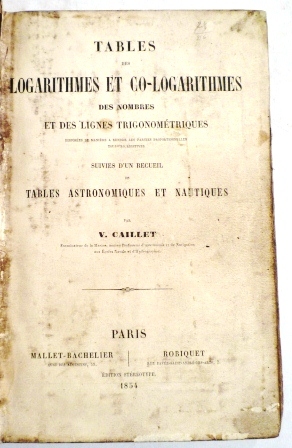 TABLES
DES
LOGARITHMES ET CO-LOGARITHMES
DES NOMBRES
ET DES LIGNES TRIGONOMÉTRIQUES
SUIVIES D'UN RECUEIL
DE
TABLES ASTRONOMIQUES ET NAUTIQUES
PAR
V. CAILLET
PARIS
MALLET-BACHELIER
ROBIQUET
ÉDITION STÉRÉOTYPE.
1854